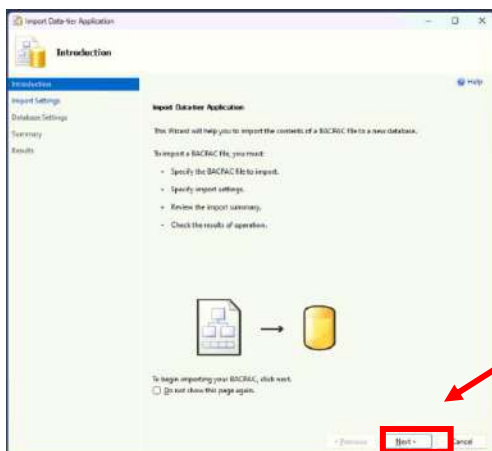 Import Data-tier Application
Introduction
Help
Introduction
Import Settings
Database Settings
Summary
Results
Import Data-tier Application
This Wizard will help you to import the contents of a BACPAC file to a new database.
To import a BACPAC file, you must:
• Specify the BACPAC file to import.
• Specify import settings.
• Review the import summary.
• Check the results of operation.
To begin importing your BACPAC, click next.
Do not show this page again.
< Previous
Next >
Cancel